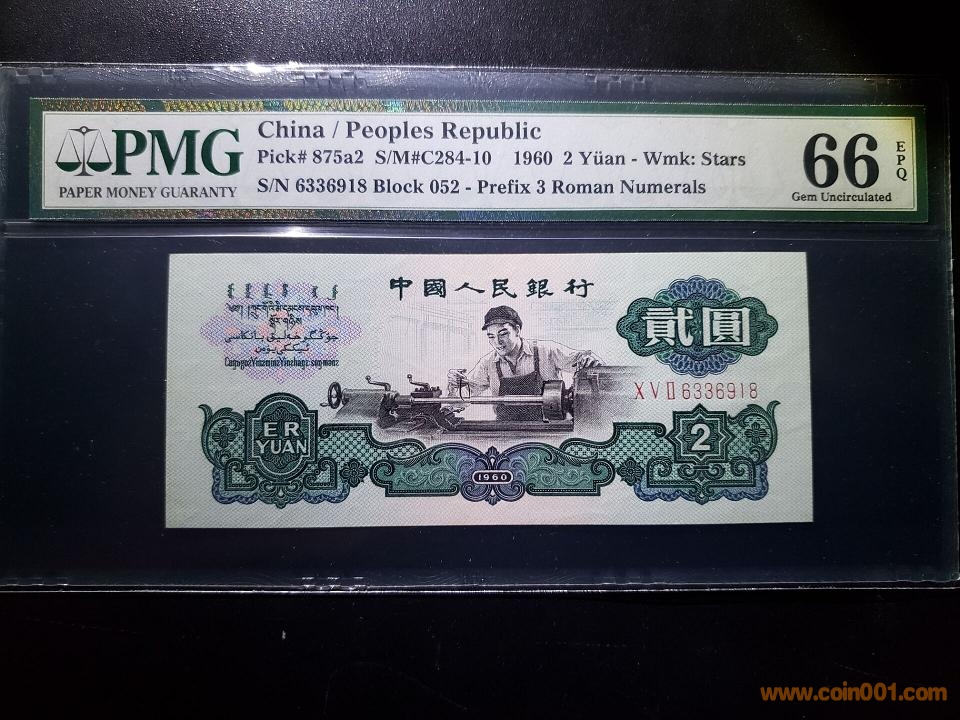 PMG
PAPER MONEY GUARANTY
China / Peoples Republic
Pick# 875a2 S/M#C284-10 1960 2 Yüan - Wmk: Stars
S/N 6336918 Block 052 - Prefix 3 Roman Numerals
66
EPQ
Gem Uncirculated
中國人民銀行
貳圓
X V II 6336918
ER
YUAN
2
1960
www.coin001.com